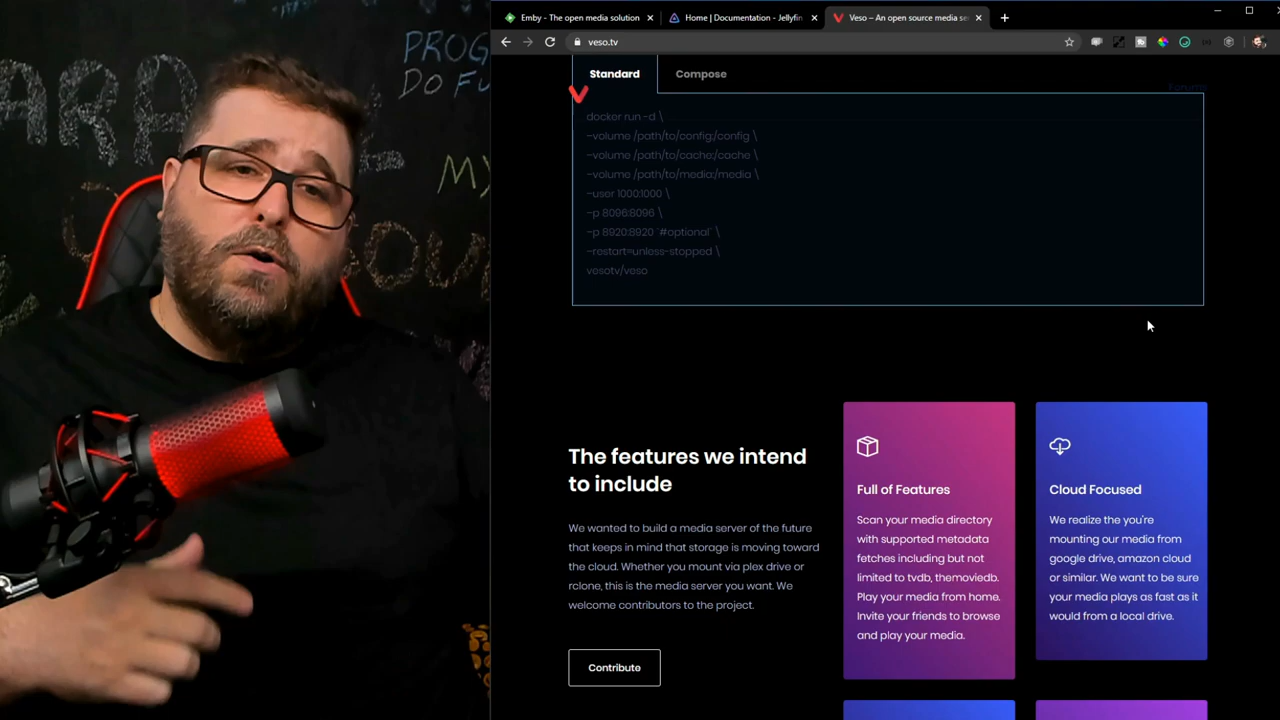 PROG
DO FU
ARA
MY
OU
Emby - The open media solution
Home | Documentation - Jellyfin
Veso – An open source media se
veso.tv
Standard
Compose
Forums
docker run -d \
–volume /path/to/config:/config \
–volume /path/to/cache:/cache \
–volume /path/to/media:/media \
–user 1000:1000 \
–p 8096:8096 \
–p 8920:8920 `#optional` \
–restart=unless-stopped \
vesotv/veso
The features we intend
to include
We wanted to build a media server of the future
that keeps in mind that storage is moving toward
the cloud. Whether you mount via plex drive or
rclone, this is the media server you want. We
welcome contributors to the project.
Contribute
Full of Features
Scan your media directory
with supported metadata
fetches including but not
limited to tvdb, themoviedb.
Play your media from home.
Invite your friends to browse
and play your media.
Cloud Focused
We realize the you're
mounting our media from
google drive, amazon cloud
or similar. We want to be sure
your media plays as fast as it
would from a local drive.